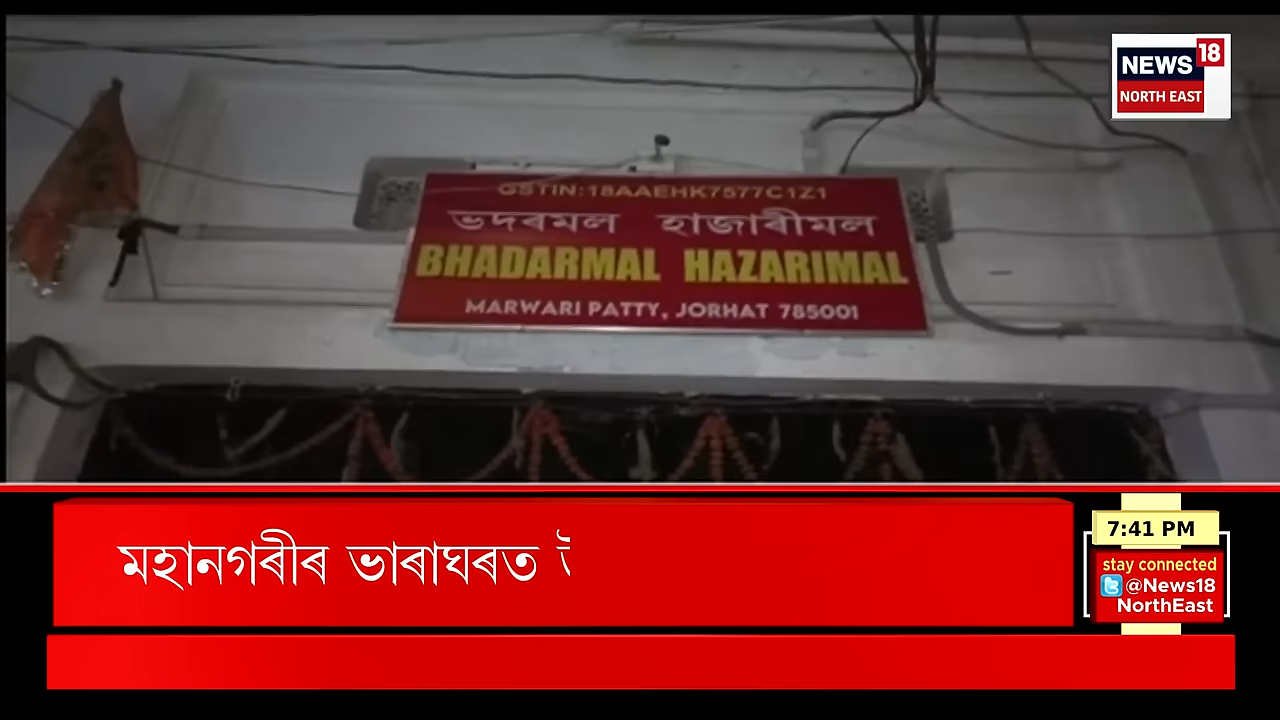 NEWS 18
NORTH EAST
GSTIN:18AAEHK7577C1Z1
ভদৰমল হাজাৰীমল
BHADARMAL HAZARIMAL
MARWARI PATTY, JORHAT 785001
মহানগৰীৰ ভাৰাঘৰত
7:41 PM
stay connected
@News18
NorthEast